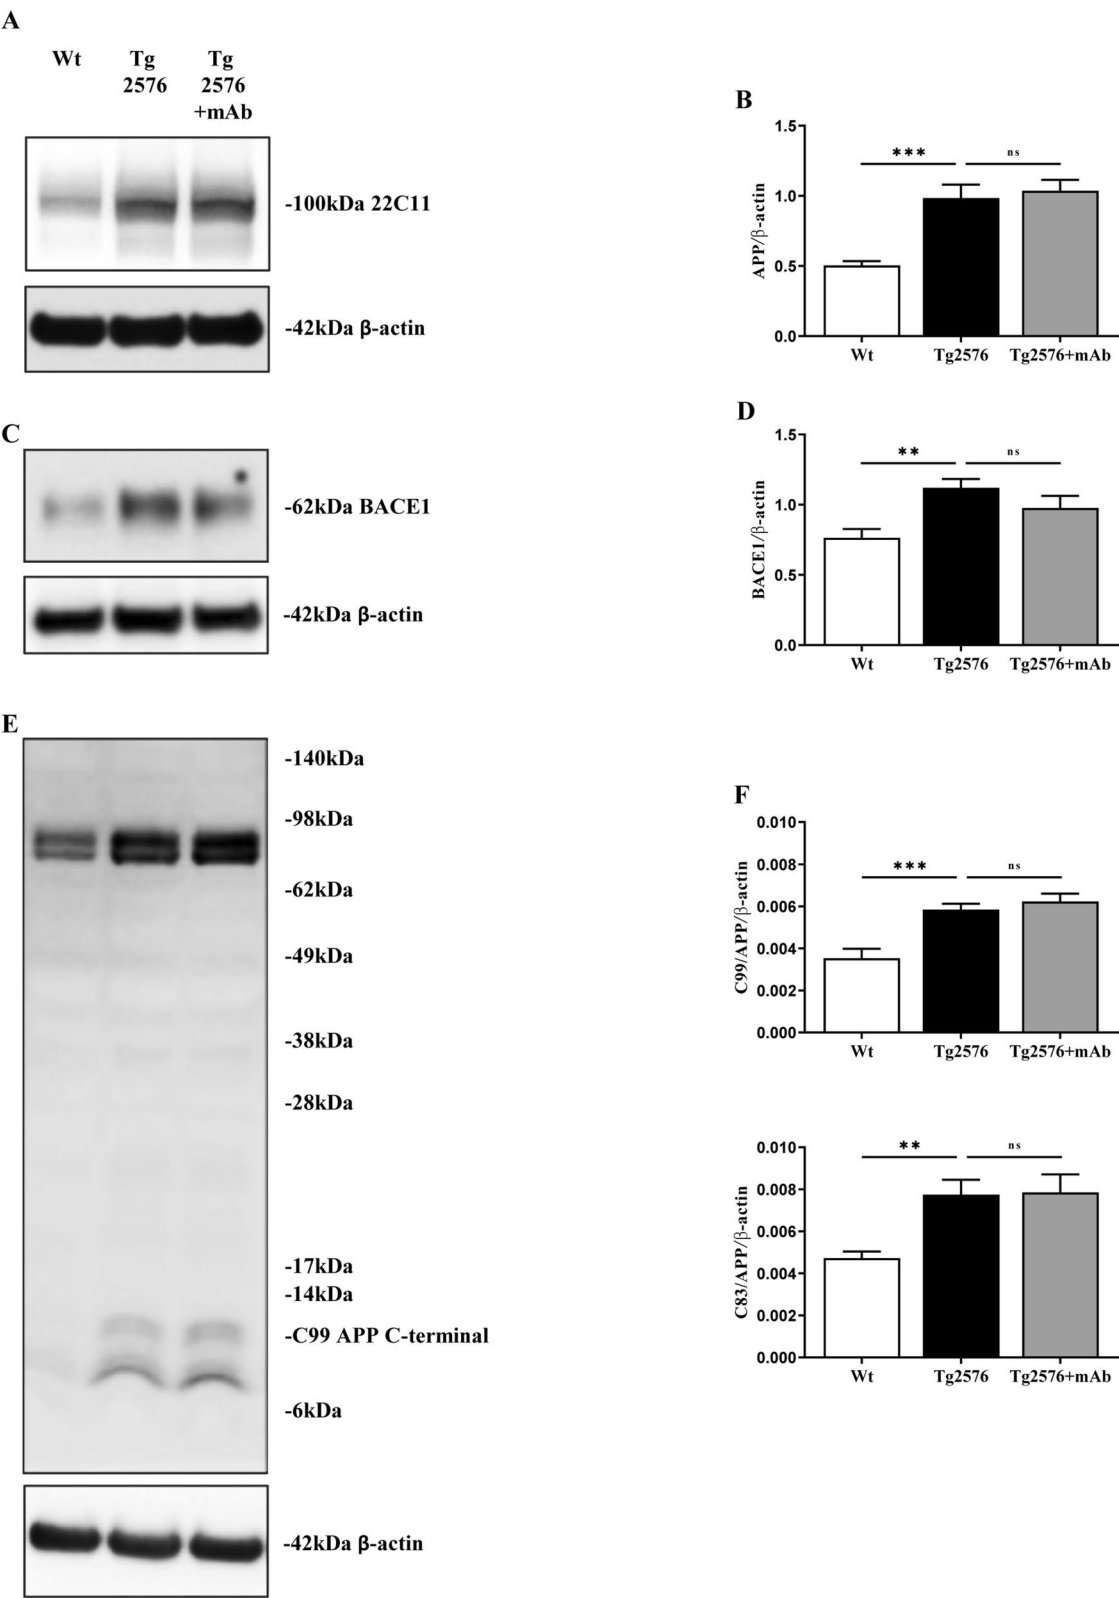 A
Wt
Tg
2576
Tg
2576
+mAb
-100kDa 22C11
-42kDa β-actin
B
1.5
1.0
0.5
0.0
APP/β-actin
***
ns
Wt
Tg2576
Tg2576+mAb
C
-62kDa BACE1
-42kDa β-actin
D
1.5
1.0
0.5
0.0
BACE1/β-actin
**
ns
Wt
Tg2576
Tg2576+mAb
E
-140kDa
-98kDa
-62kDa
-49kDa
-38kDa
-28kDa
-17kDa
-14kDa
-C99 APP C-terminal
-6kDa
-42kDa β-actin
F
0.010
0.008
0.006
0.004
0.002
0.000
C99/APP/β-actin
***
ns
Wt
Tg2576
Tg2576+mAb
0.010
0.008
0.006
0.004
0.002
0.000
C83/APP/β-actin
**
ns
Wt
Tg2576
Tg2576+mAb